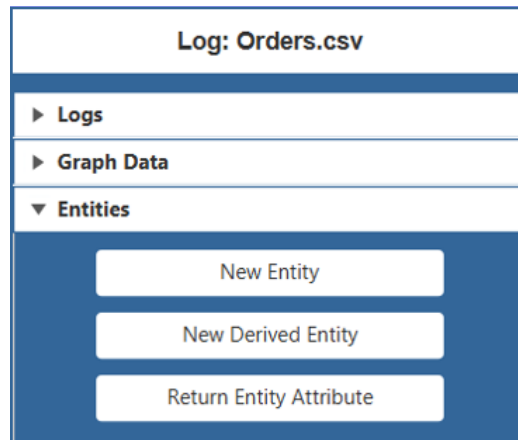 Log: Orders.csv
Logs
Graph Data
Entities
New Entity
New Derived Entity
Return Entity Attribute